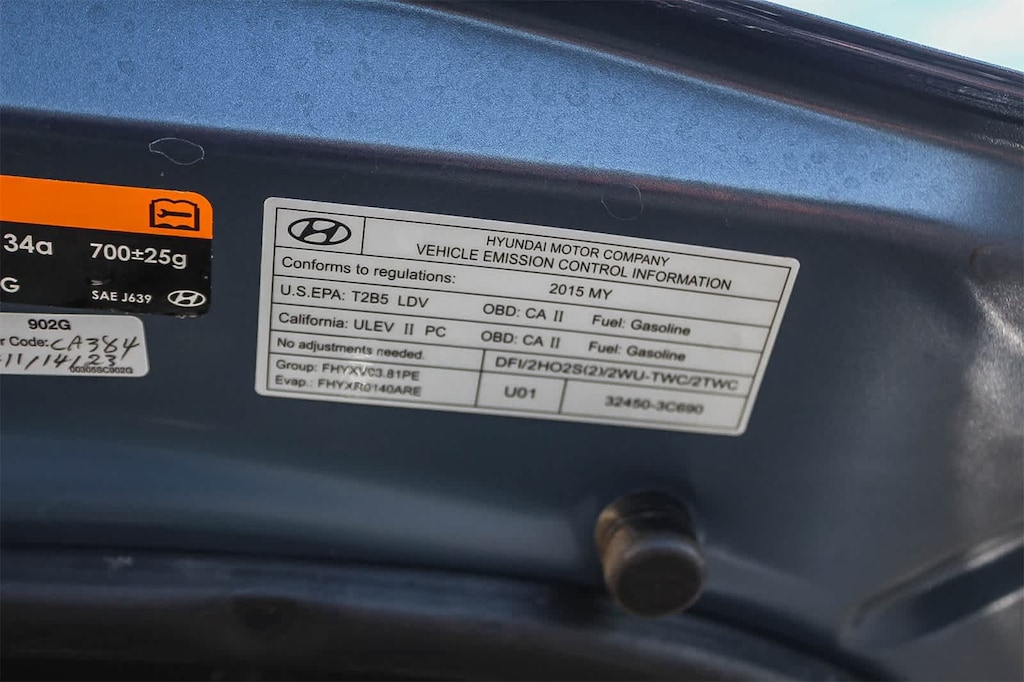 34a 700±25g
G SAE J639
902G
r Code: CA384
11/14/23
00305SC902G
HYUNDAI MOTOR COMPANY
VEHICLE EMISSION CONTROL INFORMATION
Conforms to regulations: 2015 MY
U.S.EPA: T2B5 LDV OBD: CA II Fuel: Gasoline
California: ULEV II PC OBD: CA II Fuel: Gasoline
No adjustments needed. DFI/2HO2S(2)/2WU-TWC/2TWC
Group: FHYXV03.81PE
Evap.: FHYXR0140ARE U01 32450-3C690